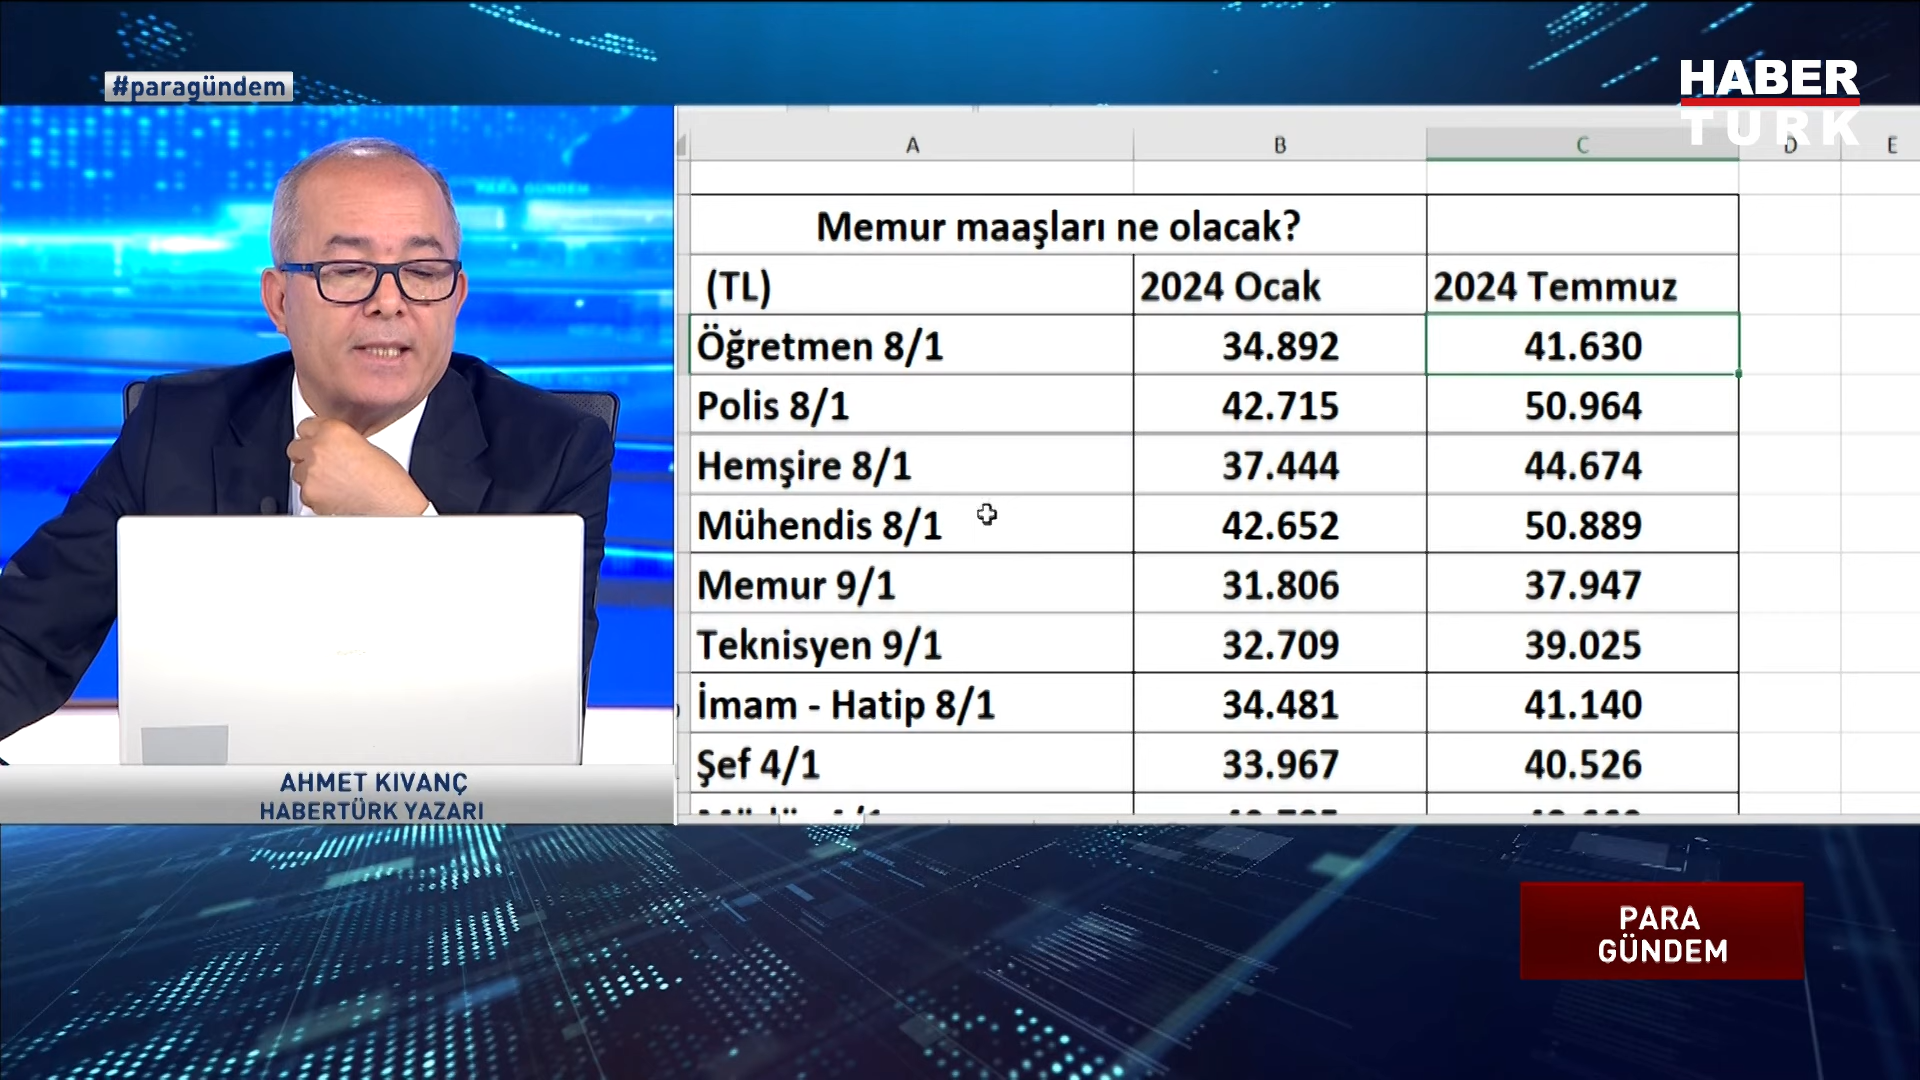 #paragündem
HABER
TURK
A B C D E
Memur maaşları ne olacak?
(TL) 2024 Ocak 2024 Temmuz
Öğretmen 8/1 34.892 41.630
Polis 8/1 42.715 50.964
Hemşire 8/1 37.444 44.674
Mühendis 8/1 42.652 50.889
Memur 9/1 31.806 37.947
Teknisyen 9/1 32.709 39.025
İmam - Hatip 8/1 34.481 41.140
Şef 4/1 33.967 40.526
AHMET KIVANÇ
HABERTÜRK YAZARI
PARA
GÜNDEM